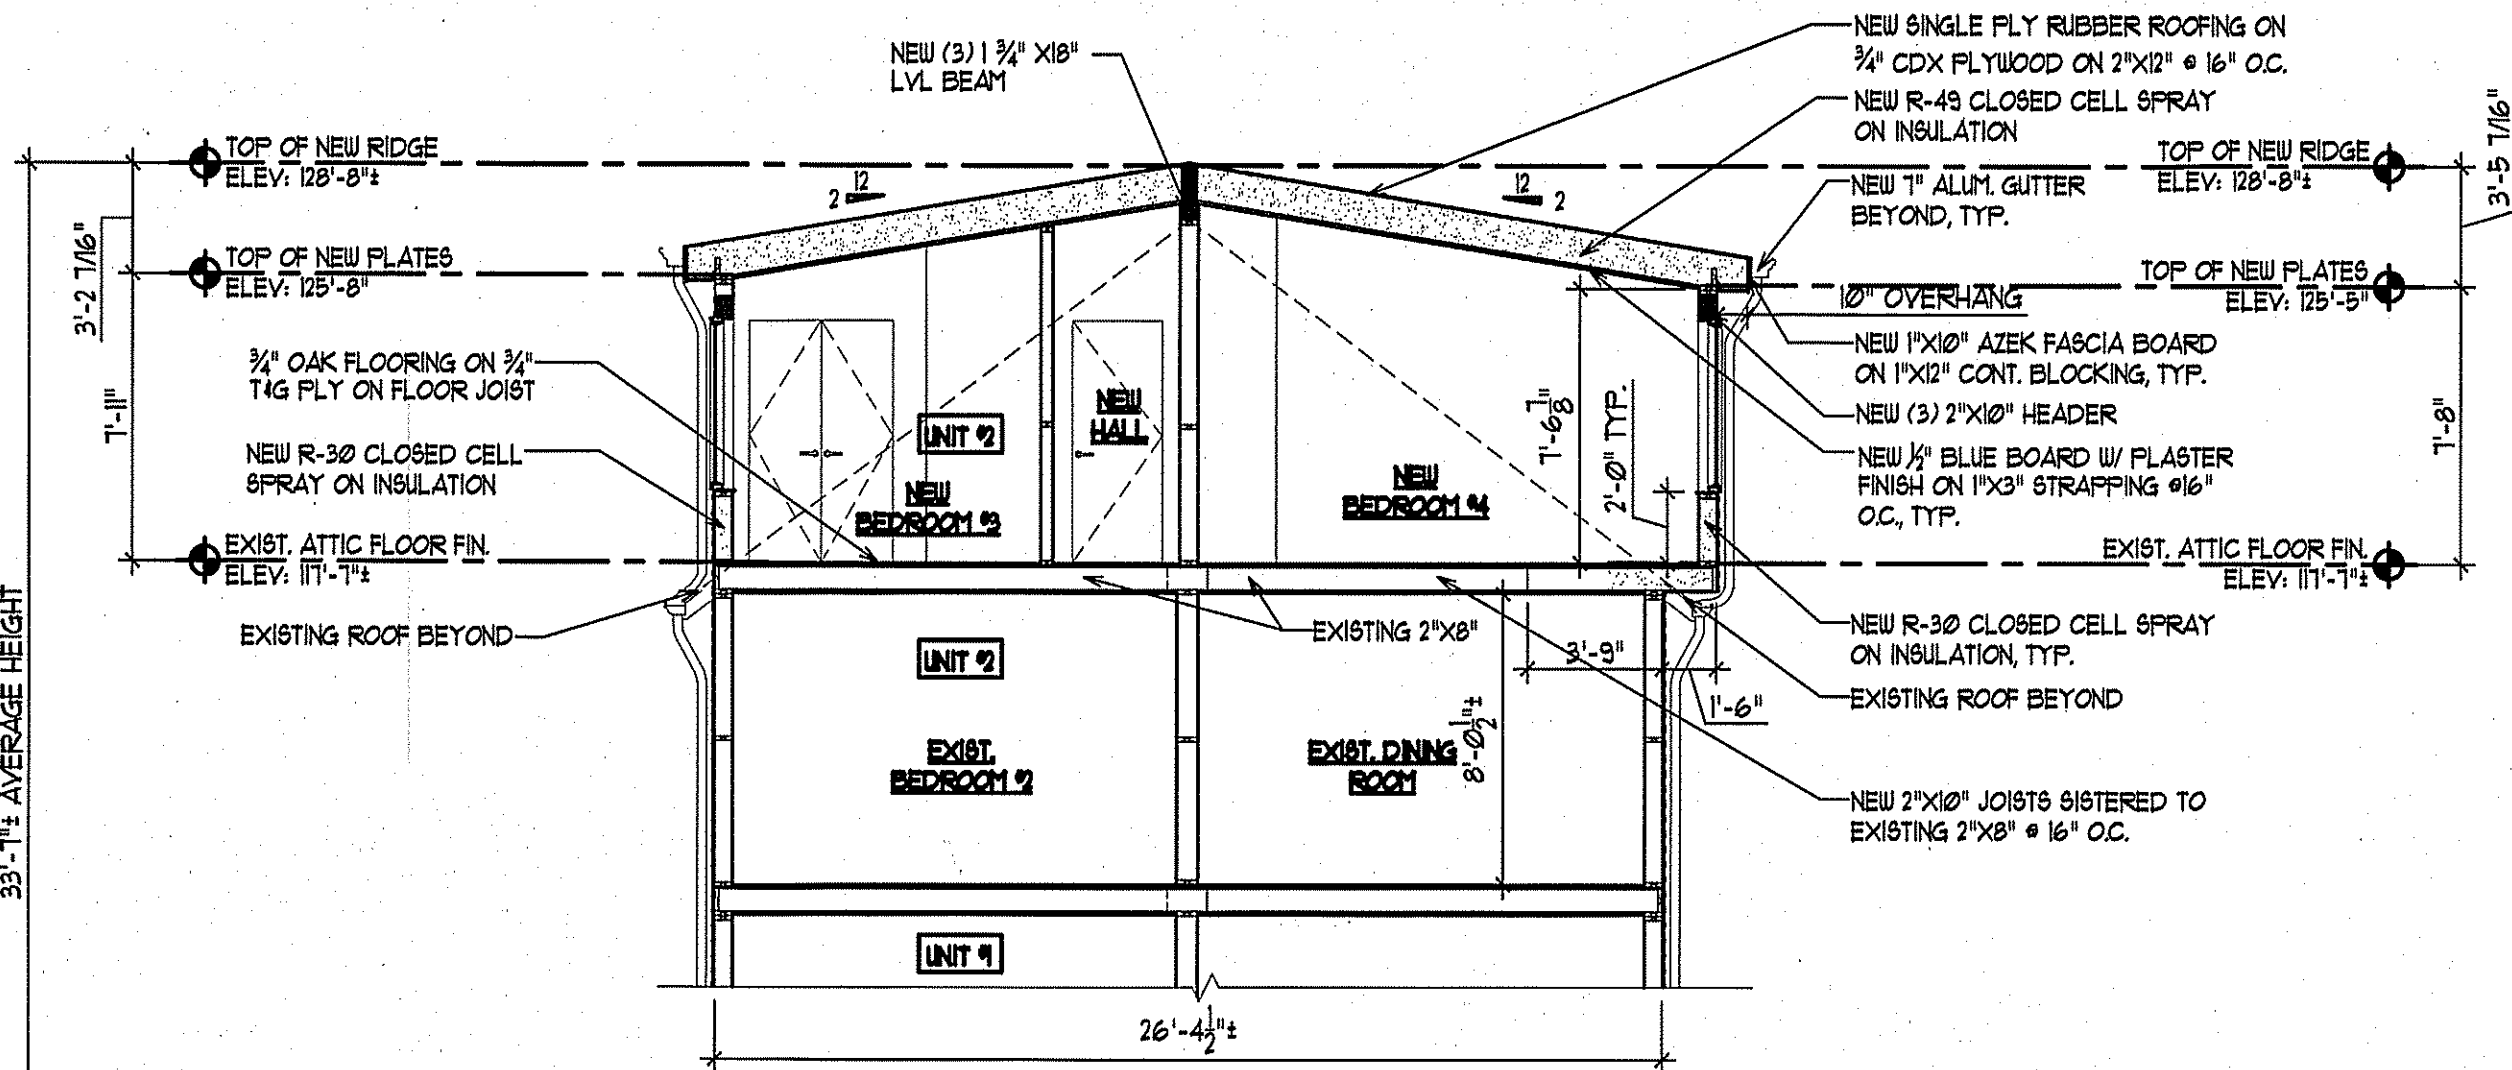 NEW (3) 1 3/4" X18"
LVL BEAM
NEW SINGLE PLY RUBBER ROOFING ON
3/4" CDX PLYWOOD ON 2"X12" @ 16" O.C.
NEW R-49 CLOSED CELL SPRAY
ON INSULATION
TOP OF NEW RIDGE
ELEV: 128'-8"±
TOP OF NEW RIDGE
ELEV: 128'-8"±
3'-5 7/16"
12
2
12
2
NEW 7" ALUM. GUTTER
BEYOND, TYP.
3'-2 7/16"
TOP OF NEW PLATES
ELEV: 125'-8"
TOP OF NEW PLATES
ELEV: 125'-5"
10" OVERHANG
3/4" OAK FLOORING ON 3/4"
T&G PLY ON FLOOR JOIST
NEW 1"X10" AZEK FASCIA BOARD
ON 1"X12" CONT. BLOCKING, TYP.
NEW (3) 2"X10" HEADER
7'-11"
7'-6 7/8"
2'-0" TYP.
7'-8"
NEW
HALL
UNIT #2
NEW R-30 CLOSED CELL
SPRAY ON INSULATION
NEW
BEDROOM #3
NEW
BEDROOM #4
NEW 1/2" BLUE BOARD W/ PLASTER
FINISH ON 1"X3" STRAPPING @16"
O.C., TYP.
EXIST. ATTIC FLOOR FIN.
ELEV: 117'-7"±
EXIST. ATTIC FLOOR FIN.
ELEV: 117'-7"±
33'-7"± AVERAGE HEIGHT
EXISTING ROOF BEYOND
UNIT #2
EXISTING 2"X8"
3'-9"
1'-6"
NEW R-30 CLOSED CELL SPRAY
ON INSULATION, TYP.
EXISTING ROOF BEYOND
EXIST.
BEDROOM #2
EXIST. DINING
ROOM
8'-0 1/2"±
NEW 2"X10" JOISTS SISTERED TO
EXISTING 2"X8" @ 16" O.C.
UNIT #1
26'-4 1/2"±